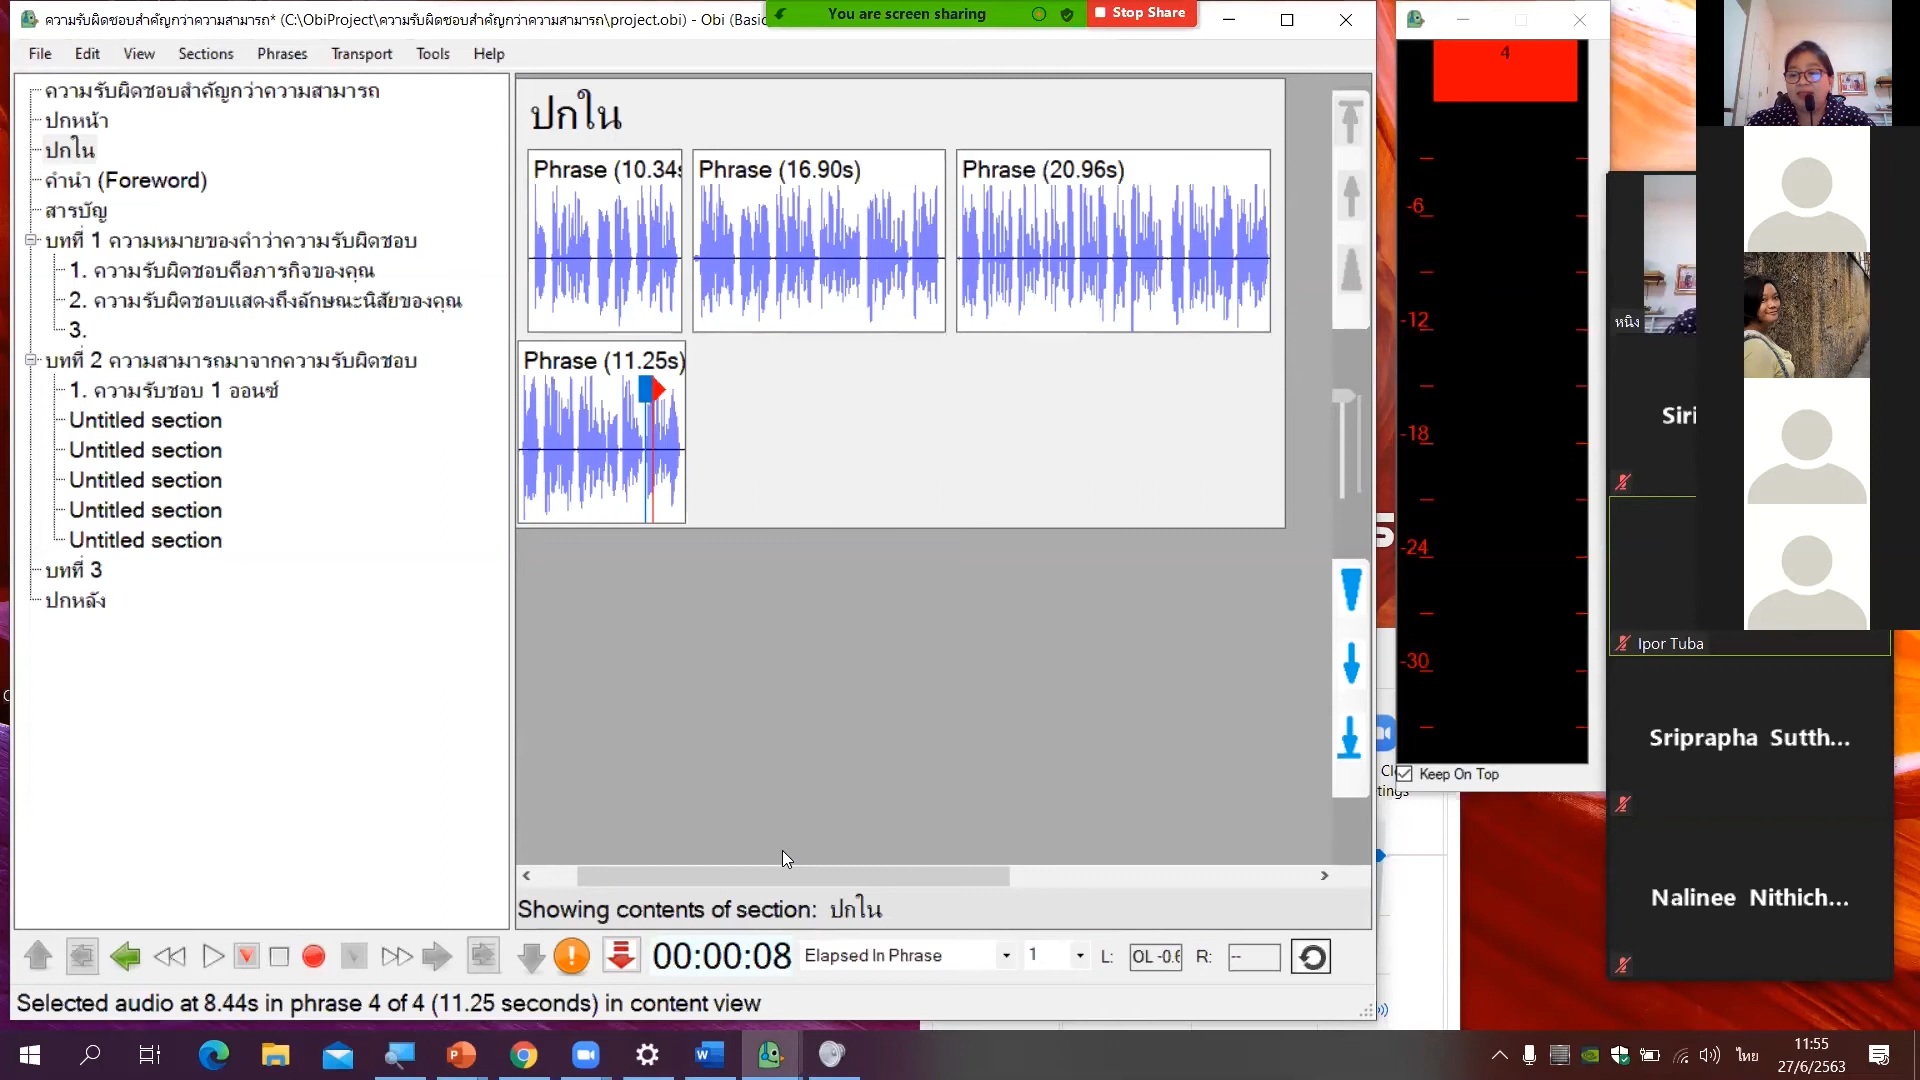 ความรับผิดชอบสำคัญกว่าความสามารถ* (C:\ObiProject\ความรับผิดชอบสำคัญกว่าความสามารถ\project.obi) - Obi (Basic
You are screen sharing
Stop Share
File Edit View Sections Phrases Transport Tools Help
ความรับผิดชอบสำคัญกว่าความสามารถ
ปกหน้า
ปกใน
คำนำ (Foreword)
สารบัญ
บทที่ 1 ความหมายของคำว่าความรับผิดชอบ
1. ความรับผิดชอบคือภารกิจของคุณ
2. ความรับผิดชอบแสดงถึงลักษณะนิสัยของคุณ
3.
บทที่ 2 ความสามารถมาจากความรับผิดชอบ
1. ความรับชอบ 1 ออนซ์
Untitled section
Untitled section
Untitled section
Untitled section
Untitled section
บทที่ 3
ปกหลัง
ปกใน
Phrase (10.34s
Phrase (16.90s)
Phrase (20.96s)
Phrase (11.25s)
Showing contents of section: ปกใน
00:00:08
Elapsed In Phrase
1
L:
OL -0.6
R:
--
Selected audio at 8.44s in phrase 4 of 4 (11.25 seconds) in content view
4
-6
-12
-18
-24
-30
Keep On Top
tings
หนิง
Siri
Ipor Tuba
Sriprapha Sutth...
Nalinee Nithich...
ไทย
11:55
27/6/2563